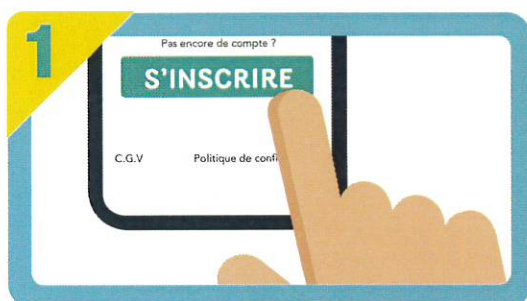 1
Pas encore de compte ?
S'INSCRIRE
C.G.V Politique de confi